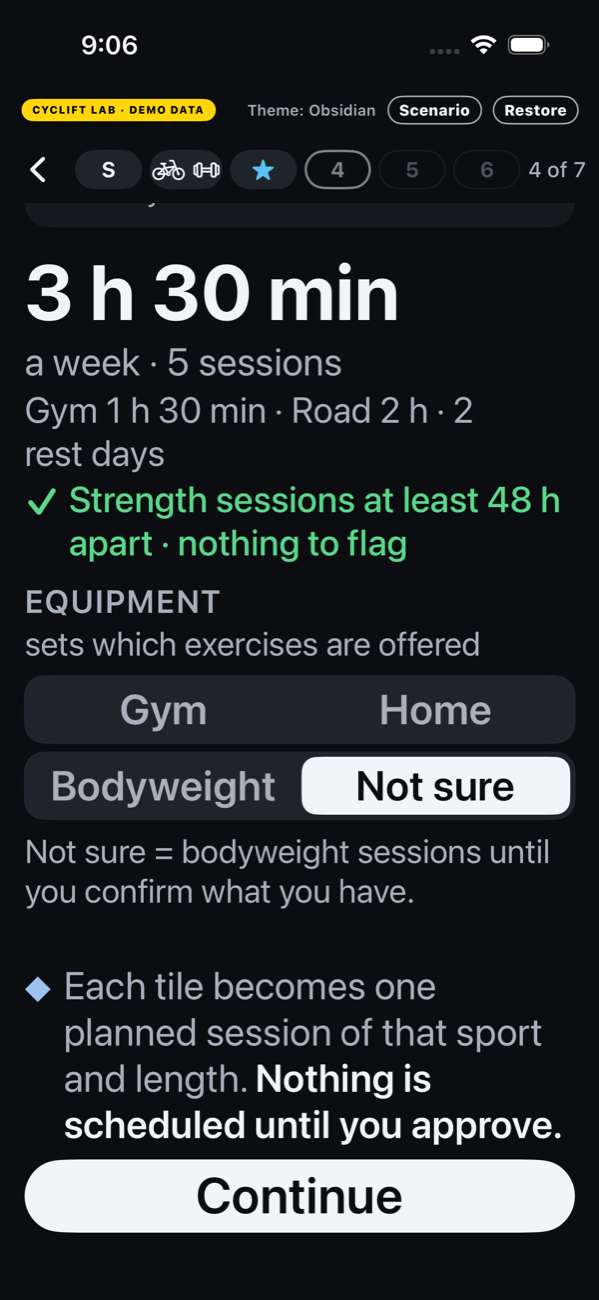 9:06
CYCLIFT LAB · DEMO DATA
Theme: Obsidian
Scenario
Restore
S
4
5
6
4 of 7
3 h 30 min
a week · 5 sessions
Gym 1 h 30 min · Road 2 h · 2
rest days
✓ Strength sessions at least 48 h
apart · nothing to flag
EQUIPMENT
sets which exercises are offered
Gym
Home
Bodyweight
Not sure
Not sure = bodyweight sessions until
you confirm what you have.
Each tile becomes one
planned session of that sport
and length. Nothing is
scheduled until you approve.
Continue